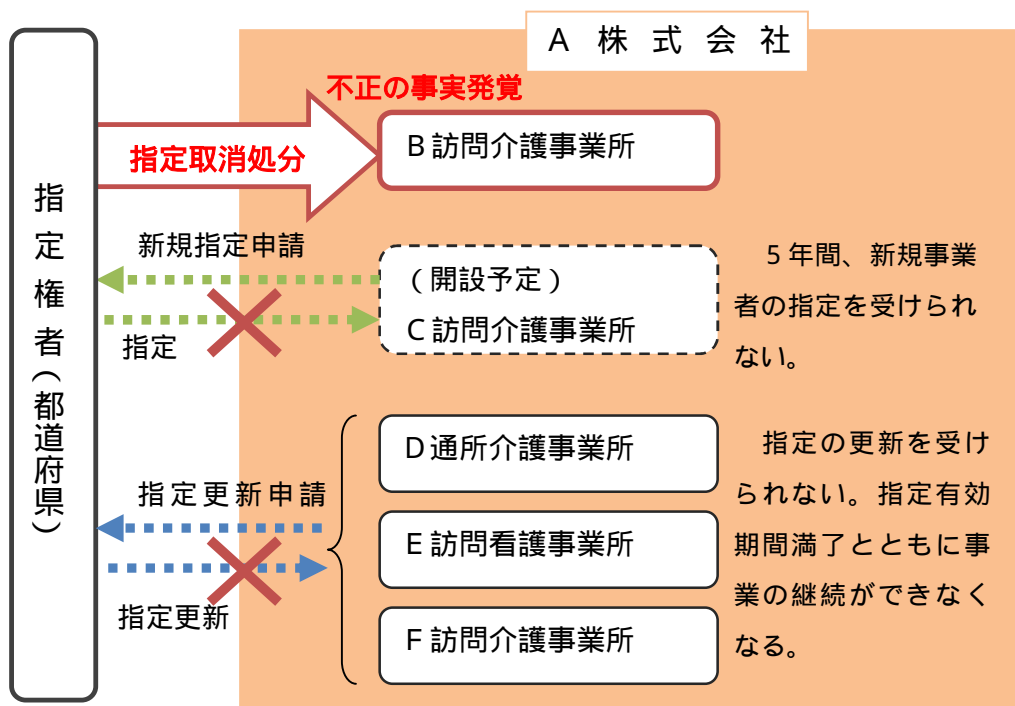 A 株式会社
指定権者(都道府県)
不正の事実発覚
指定取消処分
B訪問介護事業所
新規指定申請
指定
(開設予定)
C訪問介護事業所
5年間、新規事業
者の指定を受けられ
ない。
指定更新申請
指定更新
D通所介護事業所
E訪問看護事業所
F訪問介護事業所
指定の更新を受け
られない。指定有効
期間満了とともに事
業の継続ができなく
なる。